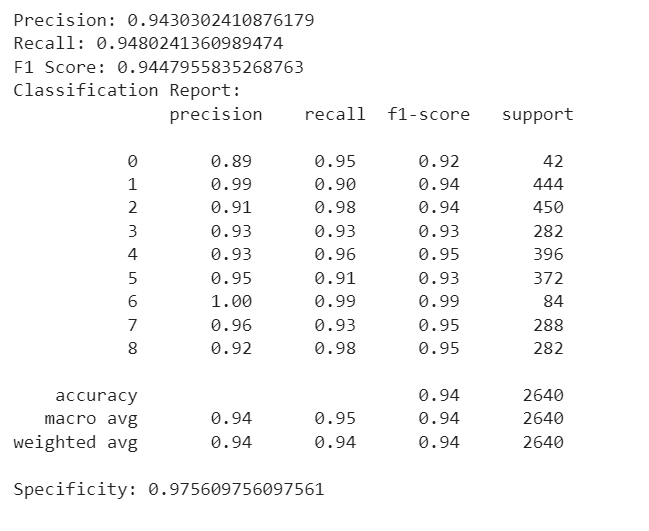 Precision: 0.9430302410876179
Recall: 0.9480241360989474
F1 Score: 0.9447955835268763
Classification Report:
precision recall f1-score support
0 0.89 0.95 0.92 42
1 0.99 0.90 0.94 444
2 0.91 0.98 0.94 450
3 0.93 0.93 0.93 282
4 0.93 0.96 0.95 396
5 0.95 0.91 0.93 372
6 1.00 0.99 0.99 84
7 0.96 0.93 0.95 288
8 0.92 0.98 0.95 282
accuracy 0.94 2640
macro avg 0.94 0.95 0.94 2640
weighted avg 0.94 0.94 0.94 2640
Specificity: 0.975609756097561